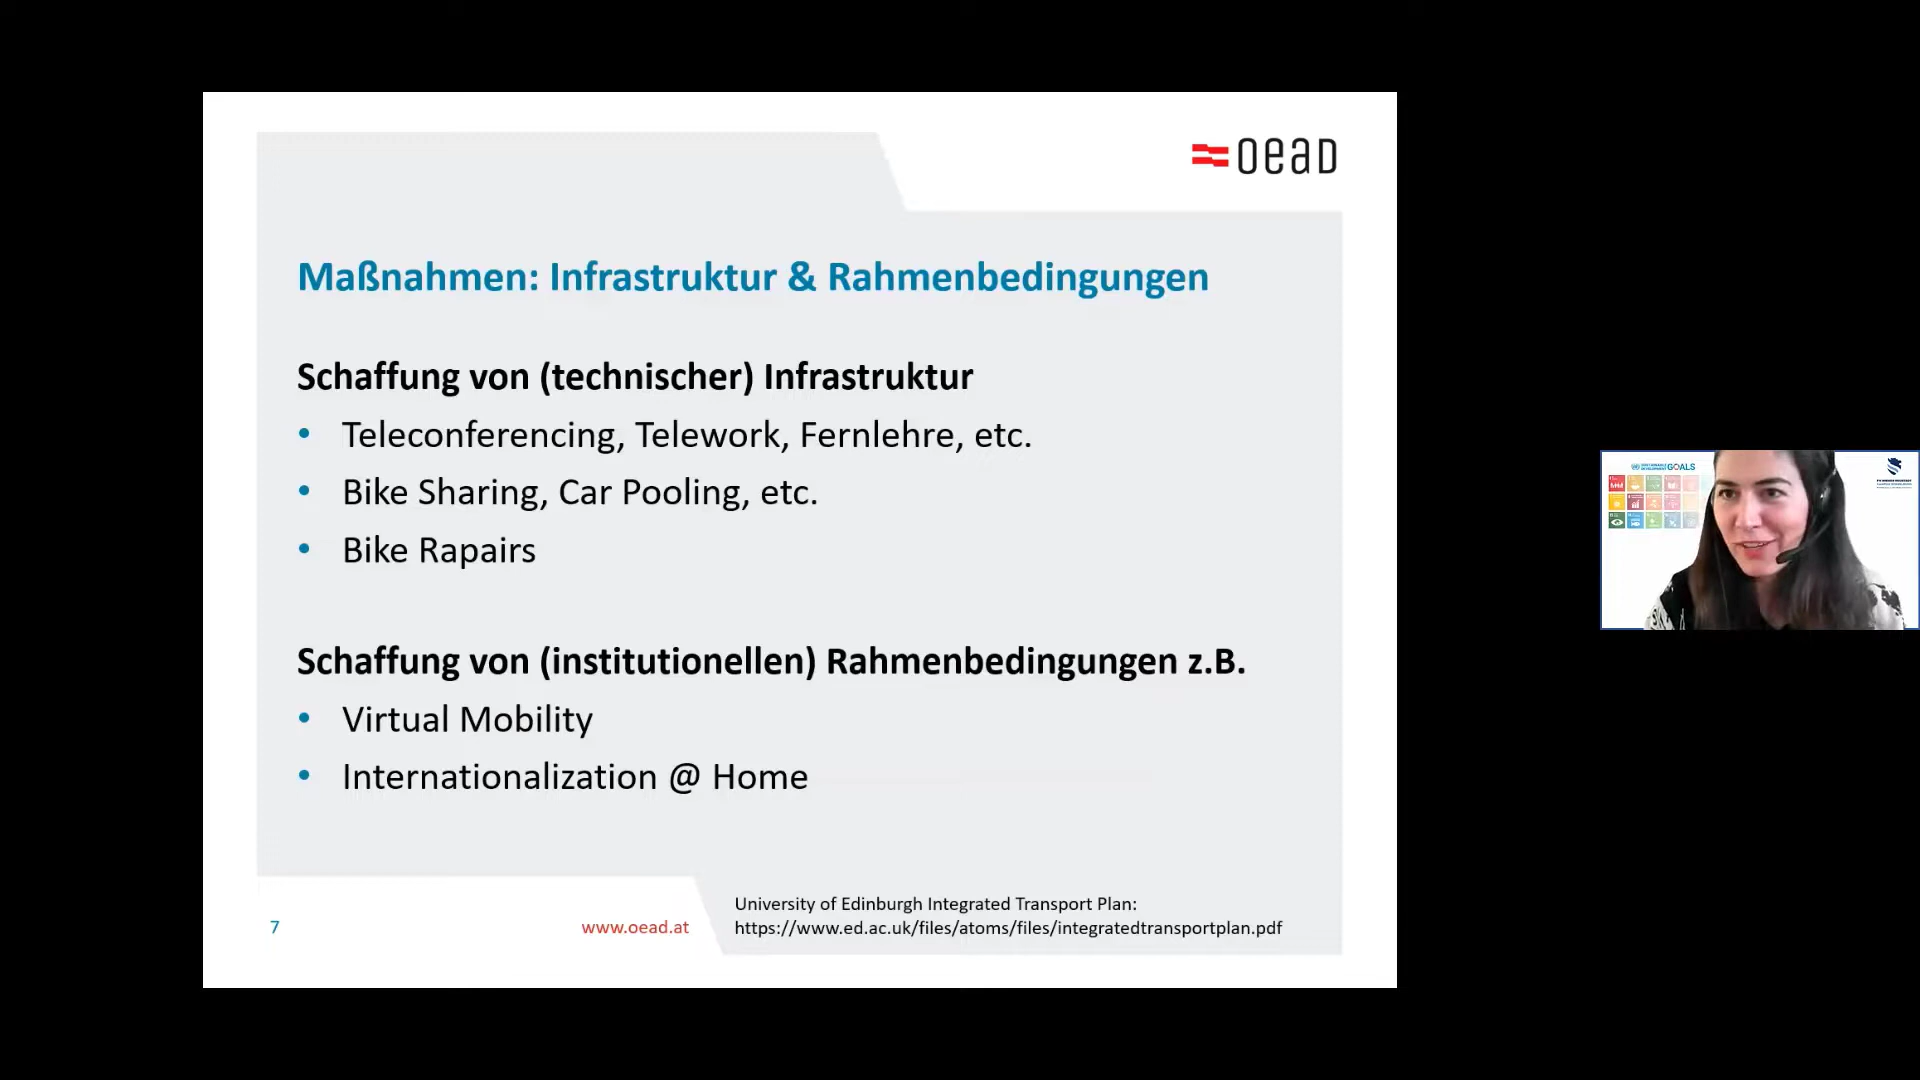 oead
Maßnahmen: Infrastruktur & Rahmenbedingungen
Schaffung von (technischer) Infrastruktur
• Teleconferencing, Telework, Fernlehre, etc.
• Bike Sharing, Car Pooling, etc.
• Bike Rapairs
Schaffung von (institutionellen) Rahmenbedingungen z.B.
• Virtual Mobility
• Internationalization @ Home
7
www.oead.at
University of Edinburgh Integrated Transport Plan:
https://www.ed.ac.uk/files/atoms/files/integratedtransportplan.pdf
GOALS